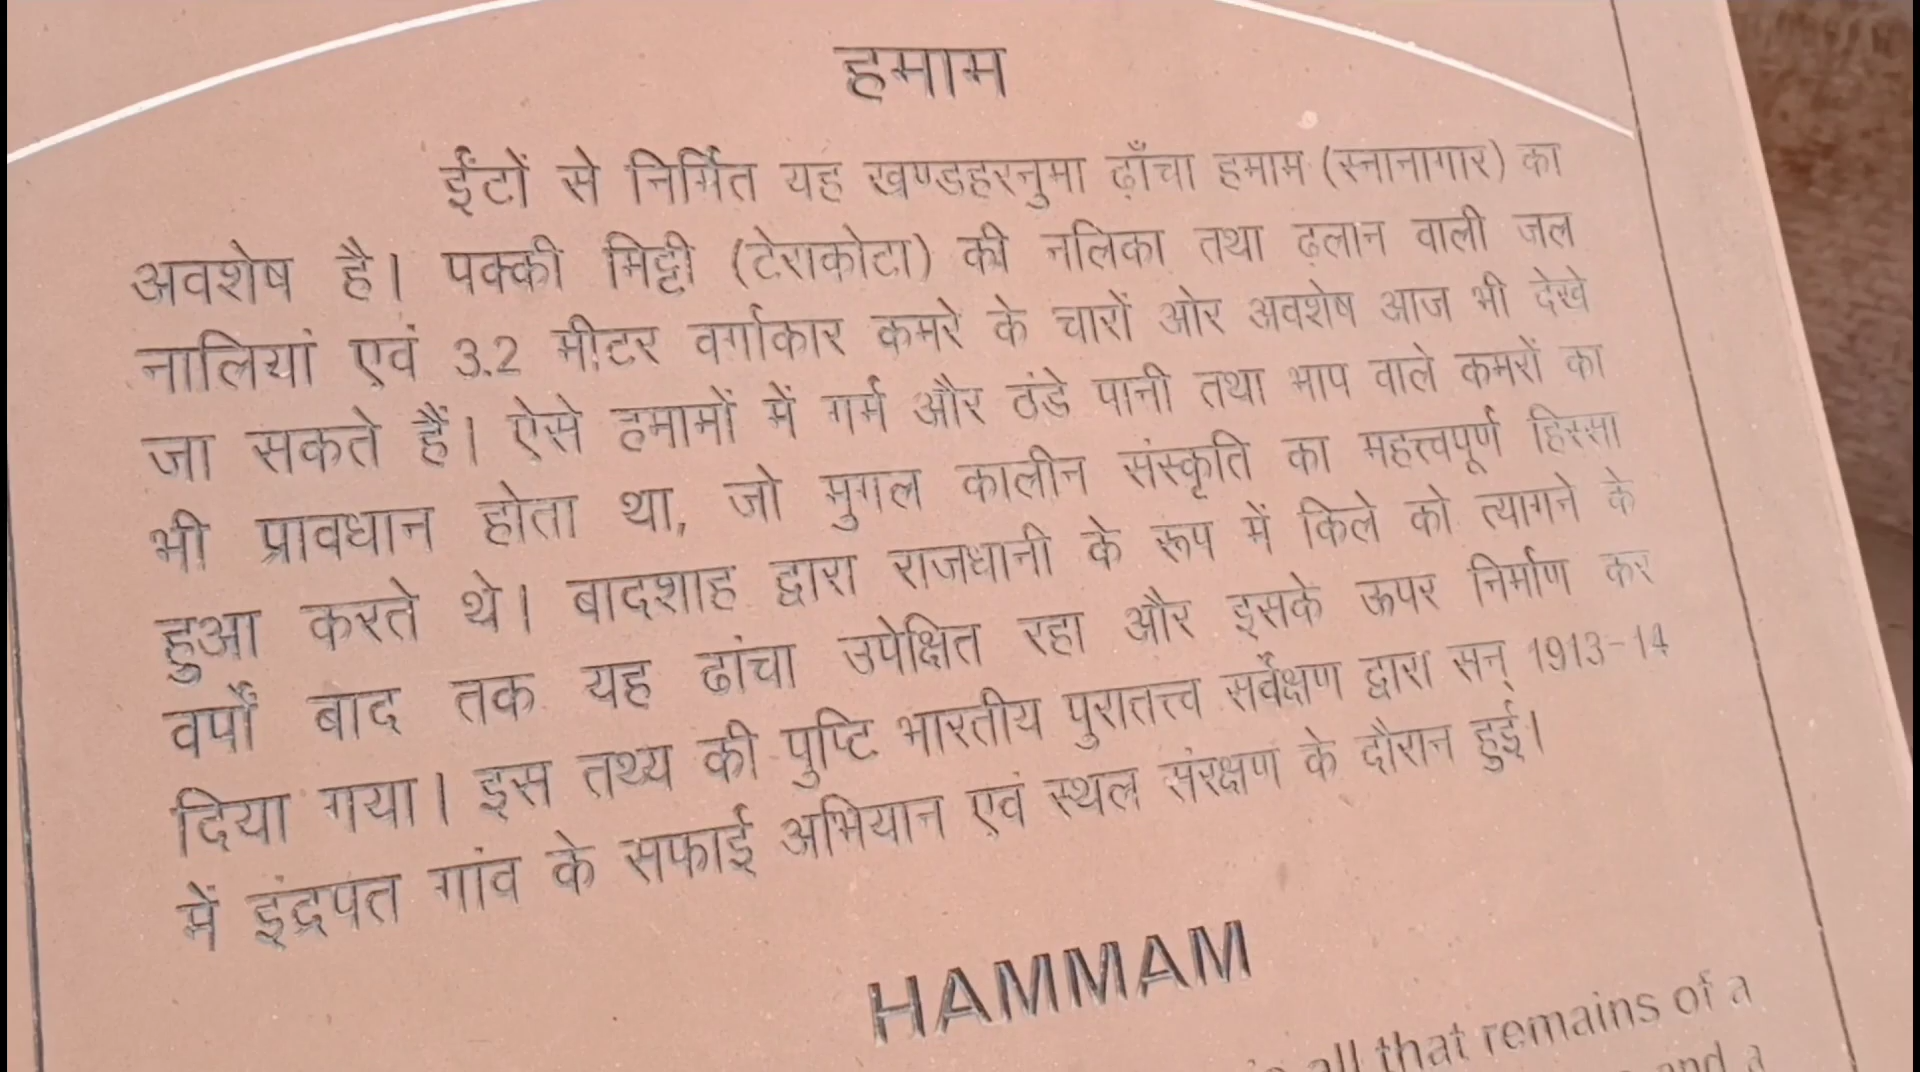 हमाम
ईंटों से निर्मित यह खण्डहरनुमा ढ़ाँचा हमाम (स्नानागार) का
अवशेष है। पक्की मिट्टी (टेराकोटा) की नलिका तथा ढ़लान वाली जल
नालियां एवं 3.2 मीटर वर्गाकार कमरे के चारों ओर अवशेष आज भी देखे
जा सकते हैं। ऐसे हमामों में गर्म और ठंडे पानी तथा भाप वाले कमरों का
भी प्रावधान होता था, जो मुगल कालीन संस्कृति का महत्त्वपूर्ण हिस्सा
हुआ करते थे। बादशाह द्वारा राजधानी के रूप में किले को त्यागने के
वर्षों बाद तक यह ढांचा उपेक्षित रहा और इसके ऊपर निर्माण कर
दिया गया। इस तथ्य की पुष्टि भारतीय पुरातत्त्व सर्वेक्षण द्वारा सन् 1913-14
में इंद्रपत गांव के सफाई अभियान एवं स्थल संरक्षण के दौरान हुई।
HAMMAM
all that remains of a
and a